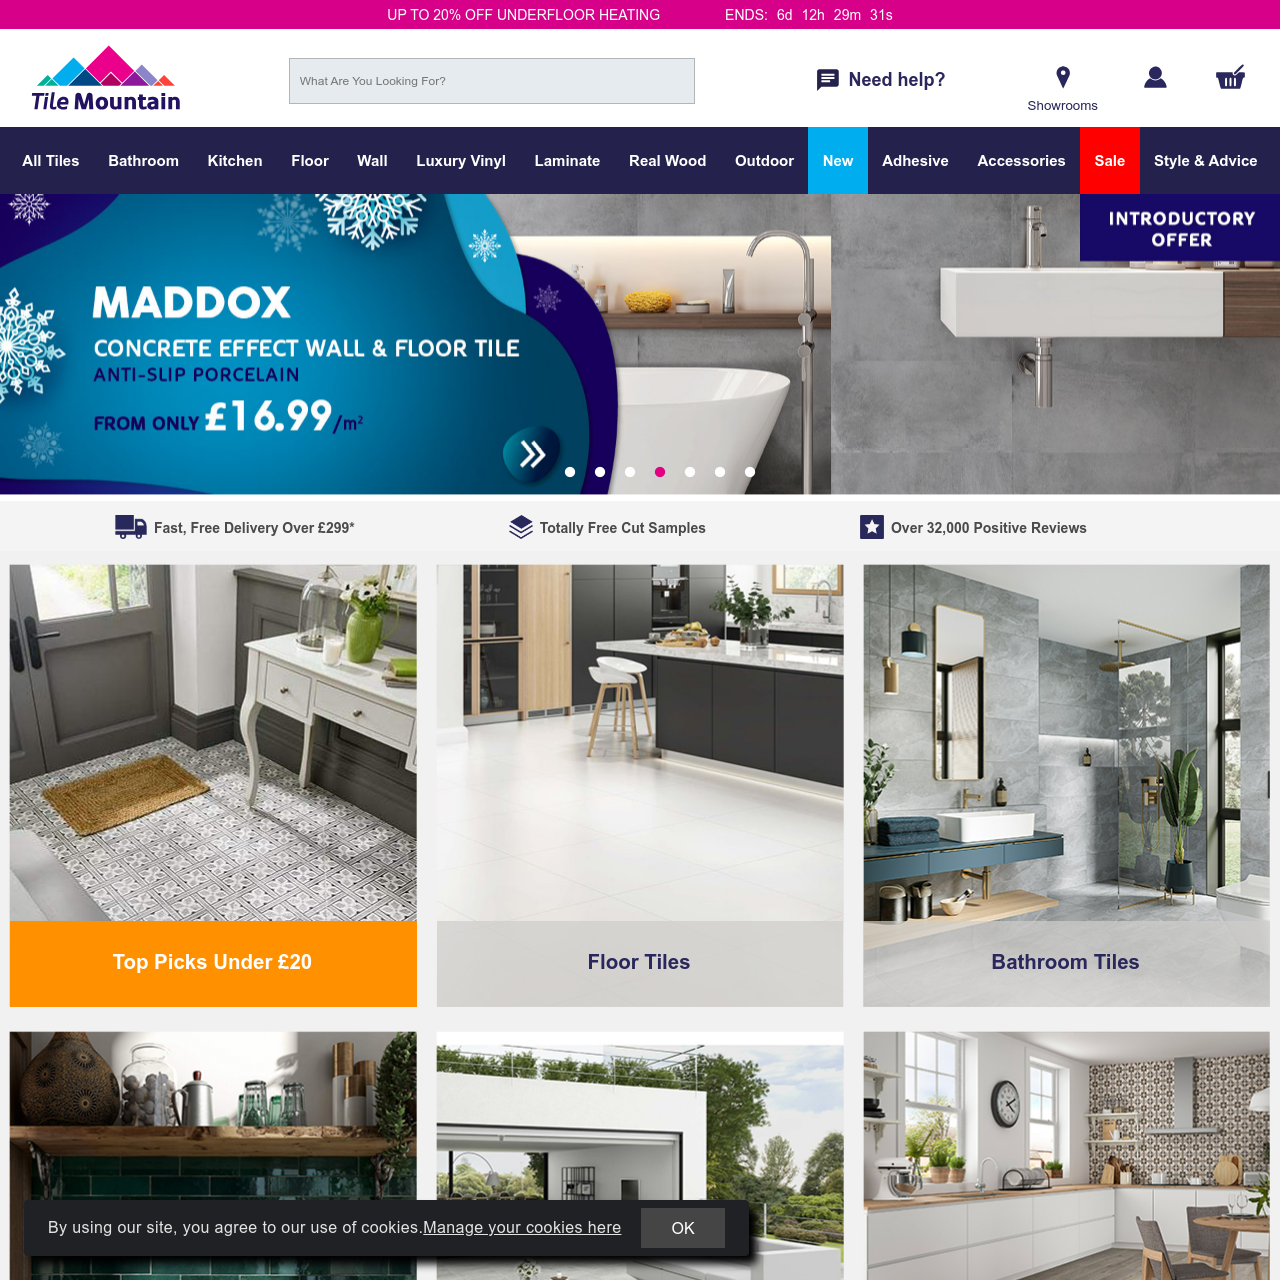 UP TO 20% OFF UNDERFLOOR HEATING ENDS: 6d 12h 29m 31s
Tile Mountain
What Are You Looking For?
Need help?
Showrooms
All Tiles Bathroom Kitchen Floor Wall Luxury Vinyl Laminate Real Wood Outdoor New Adhesive Accessories Sale Style & Advice
INTRODUCTORY
OFFER
MADDOX
CONCRETE EFFECT WALL & FLOOR TILE
ANTI-SLIP PORCELAIN
FROM ONLY £16.99/m²
Fast, Free Delivery Over £299* Totally Free Cut Samples Over 32,000 Positive Reviews
Top Picks Under £20 Floor Tiles Bathroom Tiles
By using our site, you agree to our use of cookies.Manage your cookies here OK